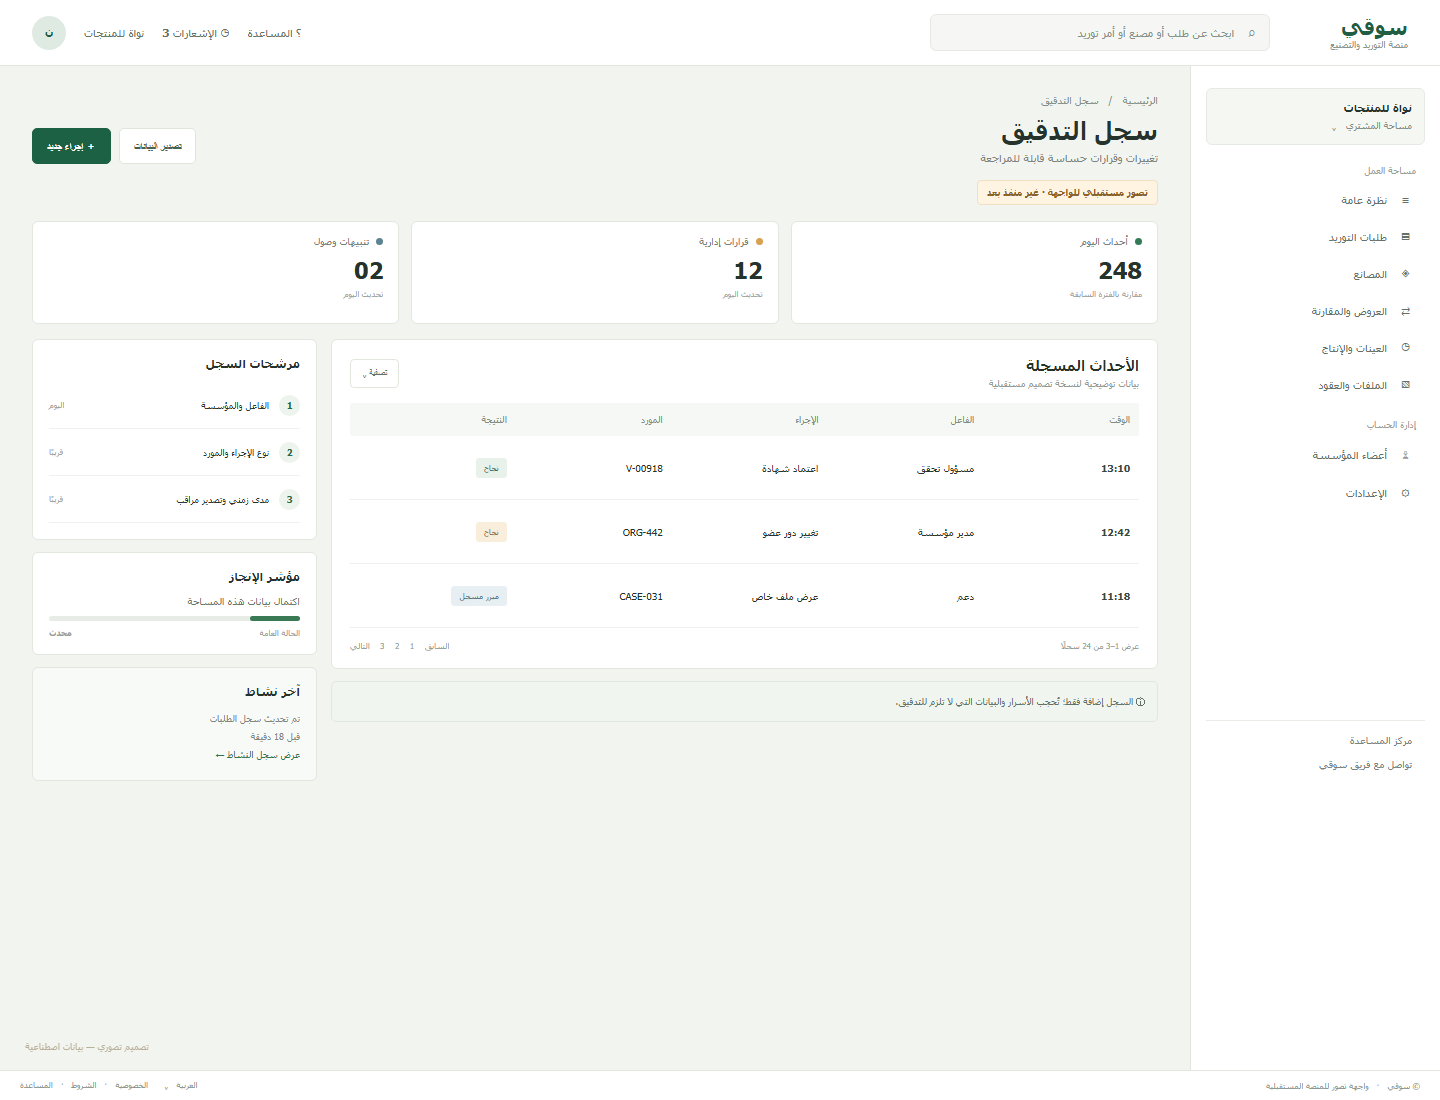 سوقي
منصة التوريد والتصنيع
ابحث عن طلب أو مصنع أو أمر توريد
؟ المساعدة
الإشعارات 3
نواة للمنتجات
ن
نواة للمنتجات
مساحة المشتري
مساحة العمل
نظرة عامة
طلبات التوريد
المصانع
العروض والمقارنة
العينات والإنتاج
الملفات والعقود
إدارة الحساب
أعضاء المؤسسة
الإعدادات
مركز المساعدة
تواصل مع فريق سوقي
الرئيسية / سجل التدقيق
سجل التدقيق
تغييرات وقرارات حساسة قابلة للمراجعة
تصور مستقبلي للواجهة · غير منفذ بعد
تصدير البيانات
+ إجراء جديد
أحداث اليوم
248
مقارنة بالفترة السابقة
قرارات إدارية
12
تحديث اليوم
تنبيهات وصول
02
تحديث اليوم
الأحداث المسجلة
بيانات توضيحية لنسخة تصميم مستقبلية
تصفية
الوقت الفاعل الإجراء المورد النتيجة
13:10 مسؤول تحقق اعتماد شهادة V-00918 نجاح
12:42 مدير مؤسسة تغيير دور عضو ORG-442 نجاح
11:18 دعم عرض ملف خاص CASE-031 مبرر مسجل
عرض 1–3 من 24 سجلًا
السابق 1 2 3 التالي
السجل إضافة فقط؛ تُحجب الأسرار والبيانات التي لا تلزم للتدقيق.
مرشحات السجل
1 الفاعل والمؤسسة اليوم
2 نوع الإجراء والمورد قريبًا
3 مدى زمني وتصدير مراقب قريبًا
مؤشر الإنجاز
اكتمال بيانات هذه المساحة
الحالة العامة محدث
آخر نشاط
تم تحديث سجل الطلبات
قبل 18 دقيقة
عرض سجل النشاط ←
تصميم تصوري — بيانات اصطناعية
© سوقي · واجهة تصور للمنصة المستقبلية
العربية الخصوصية · الشروط · المساعدة